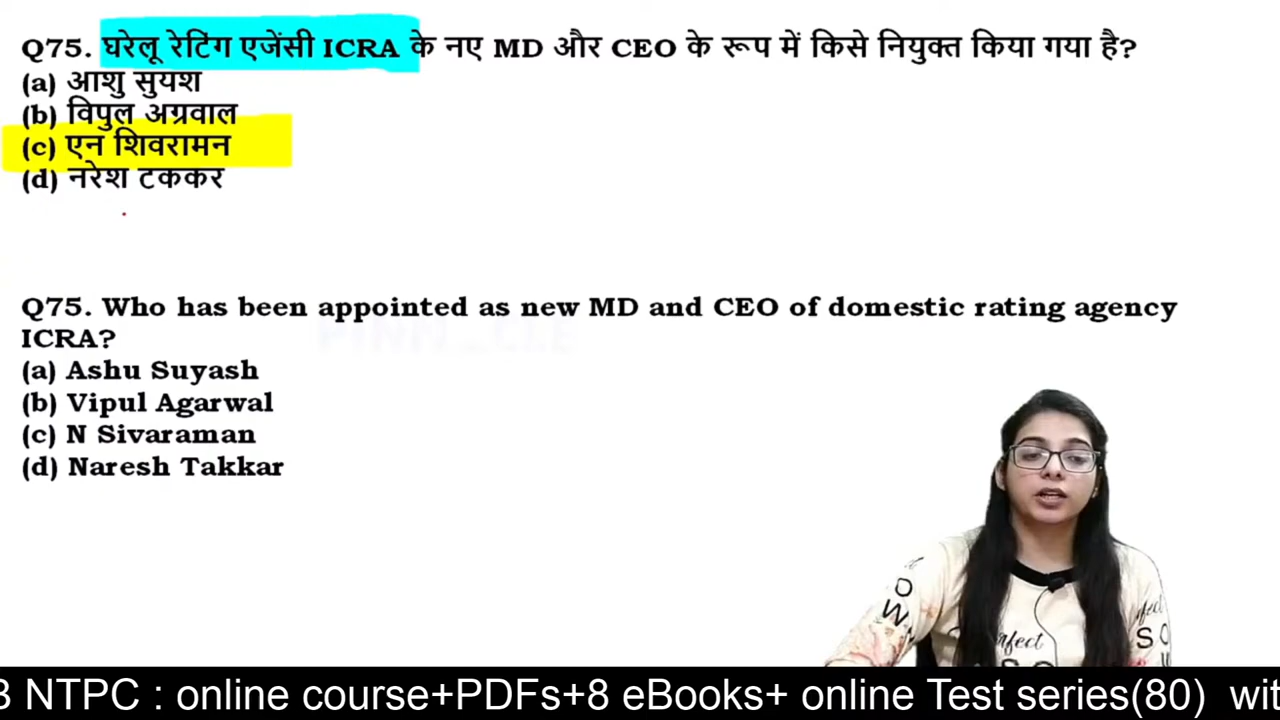 Q75. घरेलू रेटिंग एजेंसी ICRA के नए MD और CEO के रूप में किसे नियुक्त किया गया है?
(a) आशु सुयश
(b) विपुल अग्रवाल
(c) एन शिवरामन
(d) नरेश टककर
Q75. Who has been appointed as new MD and CEO of domestic rating agency
ICRA?
(a) Ashu Suyash
(b) Vipul Agarwal
(c) N Sivaraman
(d) Naresh Takkar
NTPC : online course+PDFs+8 eBooks+ online Test series(80) wit